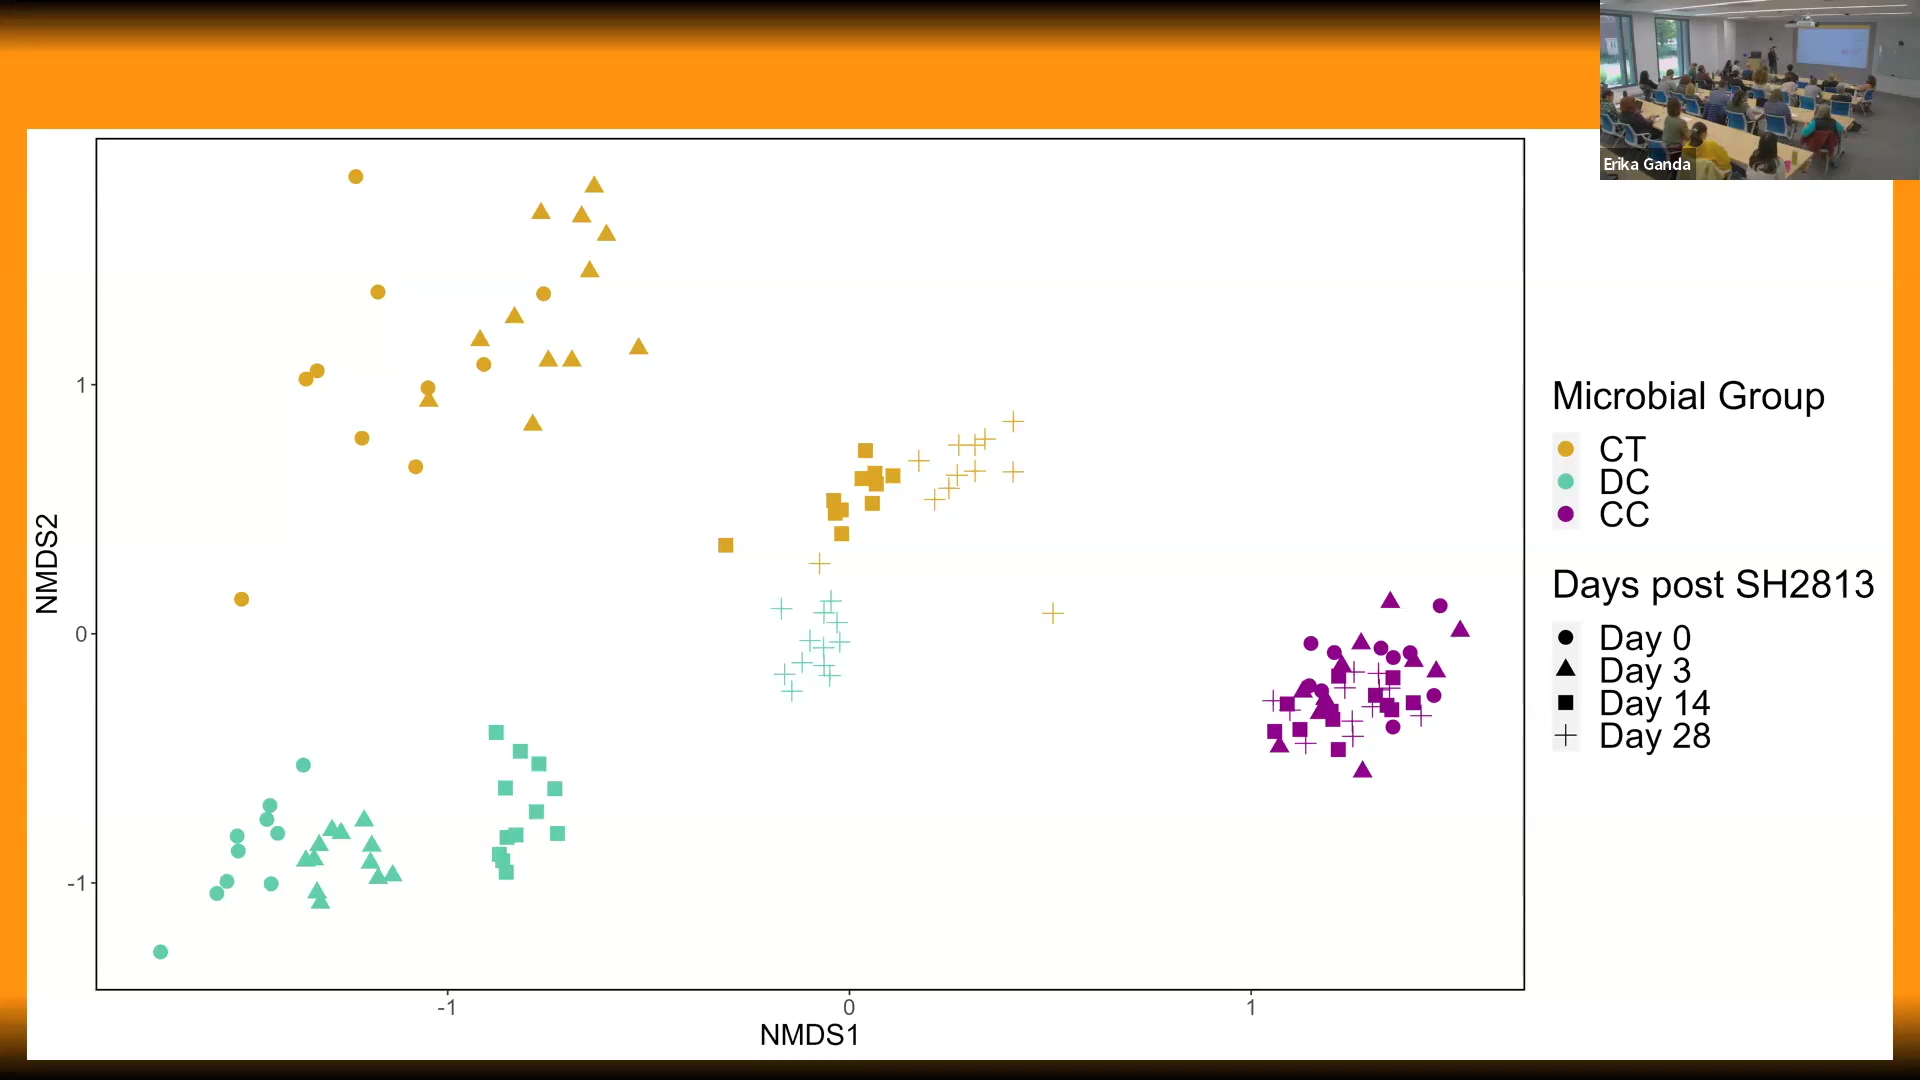 Erika Ganda
1
0
-1
NMDS2
-1
0
1
NMDS1
Microbial Group
CT
DC
CC
Days post SH2813
Day 0
Day 3
Day 14
Day 28